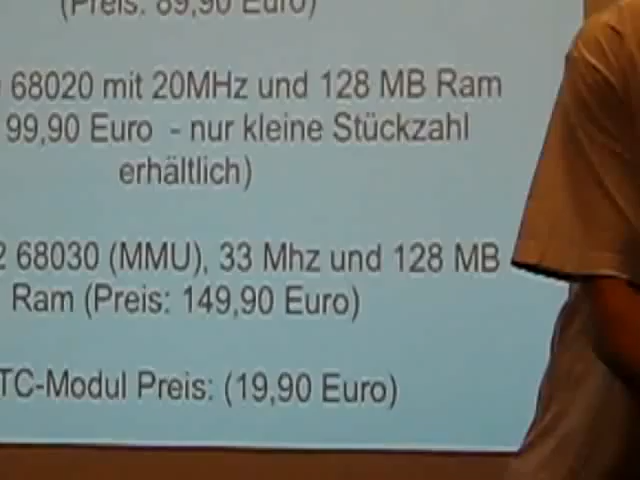 (Preis: 89,90 Euro)
68020 mit 20MHz und 128 MB Ram
99,90 Euro - nur kleine Stückzahl
erhältlich)
2 68030 (MMU), 33 Mhz und 128 MB
Ram (Preis: 149,90 Euro)
TC-Modul Preis: (19,90 Euro)